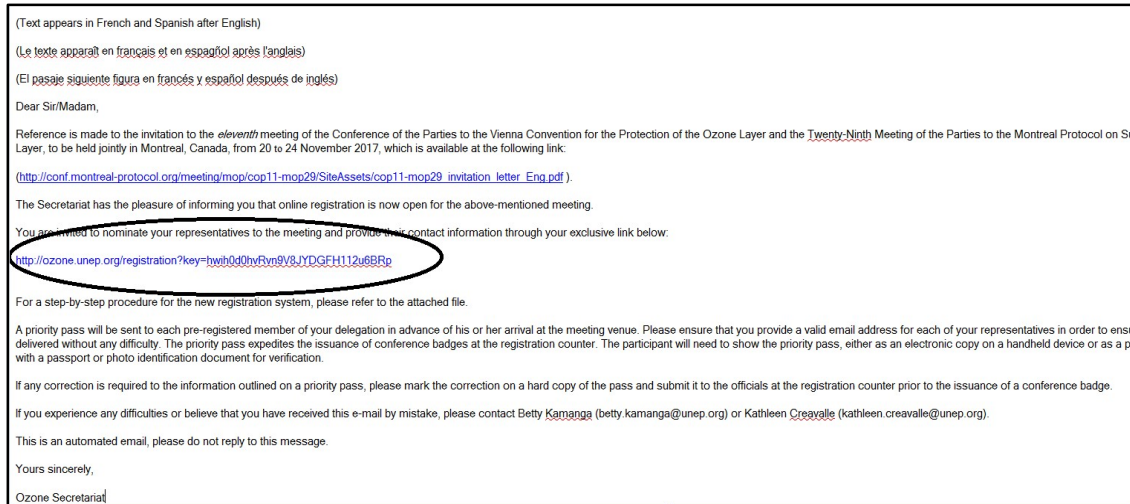 (Text appears in French and Spanish after English)
(Le texte apparaît en français et en espagñol après l'anglais)
(El pasaje siguiente figura en francés y español después de inglés)
Dear Sir/Madam,
Reference is made to the invitation to the eleventh meeting of the Conference of the Parties to the Vienna Convention for the Protection of the Ozone Layer and the Twenty-Ninth Meeting of the Parties to the Montreal Protocol on Su
Layer, to be held jointly in Montreal, Canada, from 20 to 24 November 2017, which is available at the following link:
(http://conf.montreal-protocol.org/meeting/mop/cop11-mop29/SiteAssets/cop11-mop29_invitation_letter_Eng.pdf ).
The Secretariat has the pleasure of informing you that online registration is now open for the above-mentioned meeting.
You are invited to nominate your representatives to the meeting and provide their contact information through your exclusive link below:
http://ozone.unep.org/registration?key=hwih0d0hvRvn9V8JYDGFH112u6BRp
For a step-by-step procedure for the new registration system, please refer to the attached file.
A priority pass will be sent to each pre-registered member of your delegation in advance of his or her arrival at the meeting venue. Please ensure that you provide a valid email address for each of your representatives in order to ensu
delivered without any difficulty. The priority pass expedites the issuance of conference badges at the registration counter. The participant will need to show the priority pass, either as an electronic copy on a handheld device or as a p
with a passport or photo identification document for verification.
If any correction is required to the information outlined on a priority pass, please mark the correction on a hard copy of the pass and submit it to the officials at the registration counter prior to the issuance of a conference badge.
If you experience any difficulties or believe that you have received this e-mail by mistake, please contact Betty Kamanga (betty.kamanga@unep.org) or Kathleen Creavalle (kathleen.creavalle@unep.org).
This is an automated email, please do not reply to this message.
Yours sincerely,
Ozone Secretariat